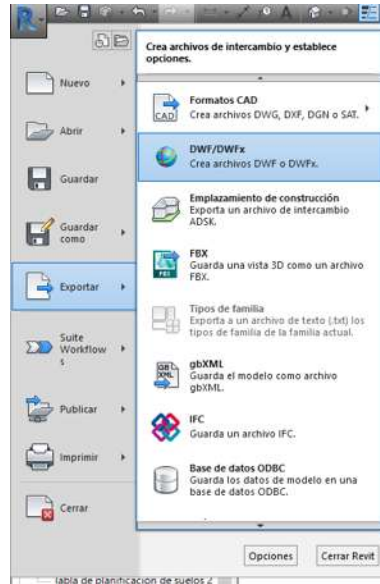 R
A
Crea archivos de intercambio y establece
opciones.
Nuevo
Abrir
Guardar
Guardar
como
Exportar
Suite
Workflow
s
Publicar
Imprimir
Cerrar
CAD
Formatos CAD
Crea archivos DWG, DXF, DGN o SAT.
DWF/DWFx
Crea archivos DWF o DWFx.
Emplazamiento de construcción
Exporta un archivo de intercambio
ADSK.
FBX
FBX
Guarda una vista 3D como un archivo
FBX.
Tipos de familia
Exporta a un archivo de texto (.txt) los
tipos de familia de la familia actual.
GB
XML
gbXML
Guarda el modelo como archivo
gbXML.
IFC
Guarda un archivo IFC.
Base de datos ODBC
Guarda los datos de modelo en una
base de datos ODBC.
Opciones
Cerrar Revit
Tabla de planificación de suelos 2